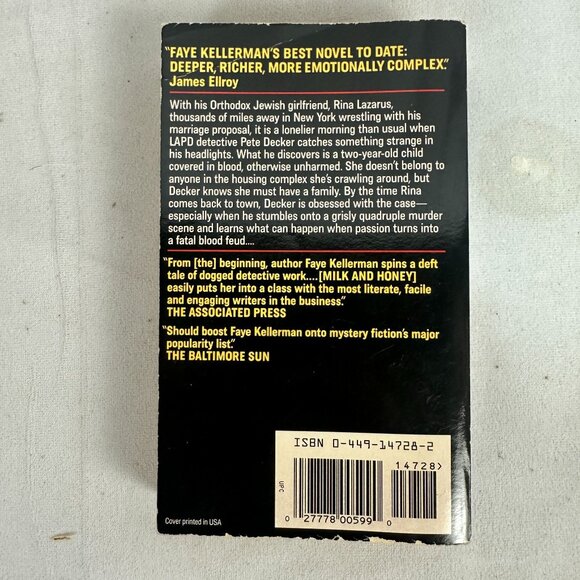 "FAYE KELLERMAN'S BEST NOVEL TO DATE:
DEEPER, RICHER, MORE EMOTIONALLY COMPLEX."
James Ellroy
With his Orthodox Jewish girlfriend, Rina Lazarus,
thousands of miles away in New York wrestling with his
marriage proposal, it is a lonelier morning than usual when
LAPD detective Pete Decker catches something strange in
his headlights. What he discovers is a two-year-old child
covered in blood, otherwise unharmed. She doesn't belong to
anyone in the housing complex she's crawling around, but
Decker knows she must have a family. By the time Rina
comes back to town, Decker is obsessed with the case—
especially when he stumbles onto a grisly quadruple murder
scene and learns what can happen when passion turns into
a fatal blood feud....
"From [the] beginning, author Faye Kellerman spins a deft
tale of dogged detective work....[MILK AND HONEY]
easily puts her into a class with the most literate, facile
and engaging writers in the business."
THE ASSOCIATED PRESS
"Should boost Faye Kellerman onto mystery fiction's major
popularity list."
THE BALTIMORE SUN
ISBN 0-449-14728-2
14728>
UPC
0 27778 00599 0
Cover printed in USA